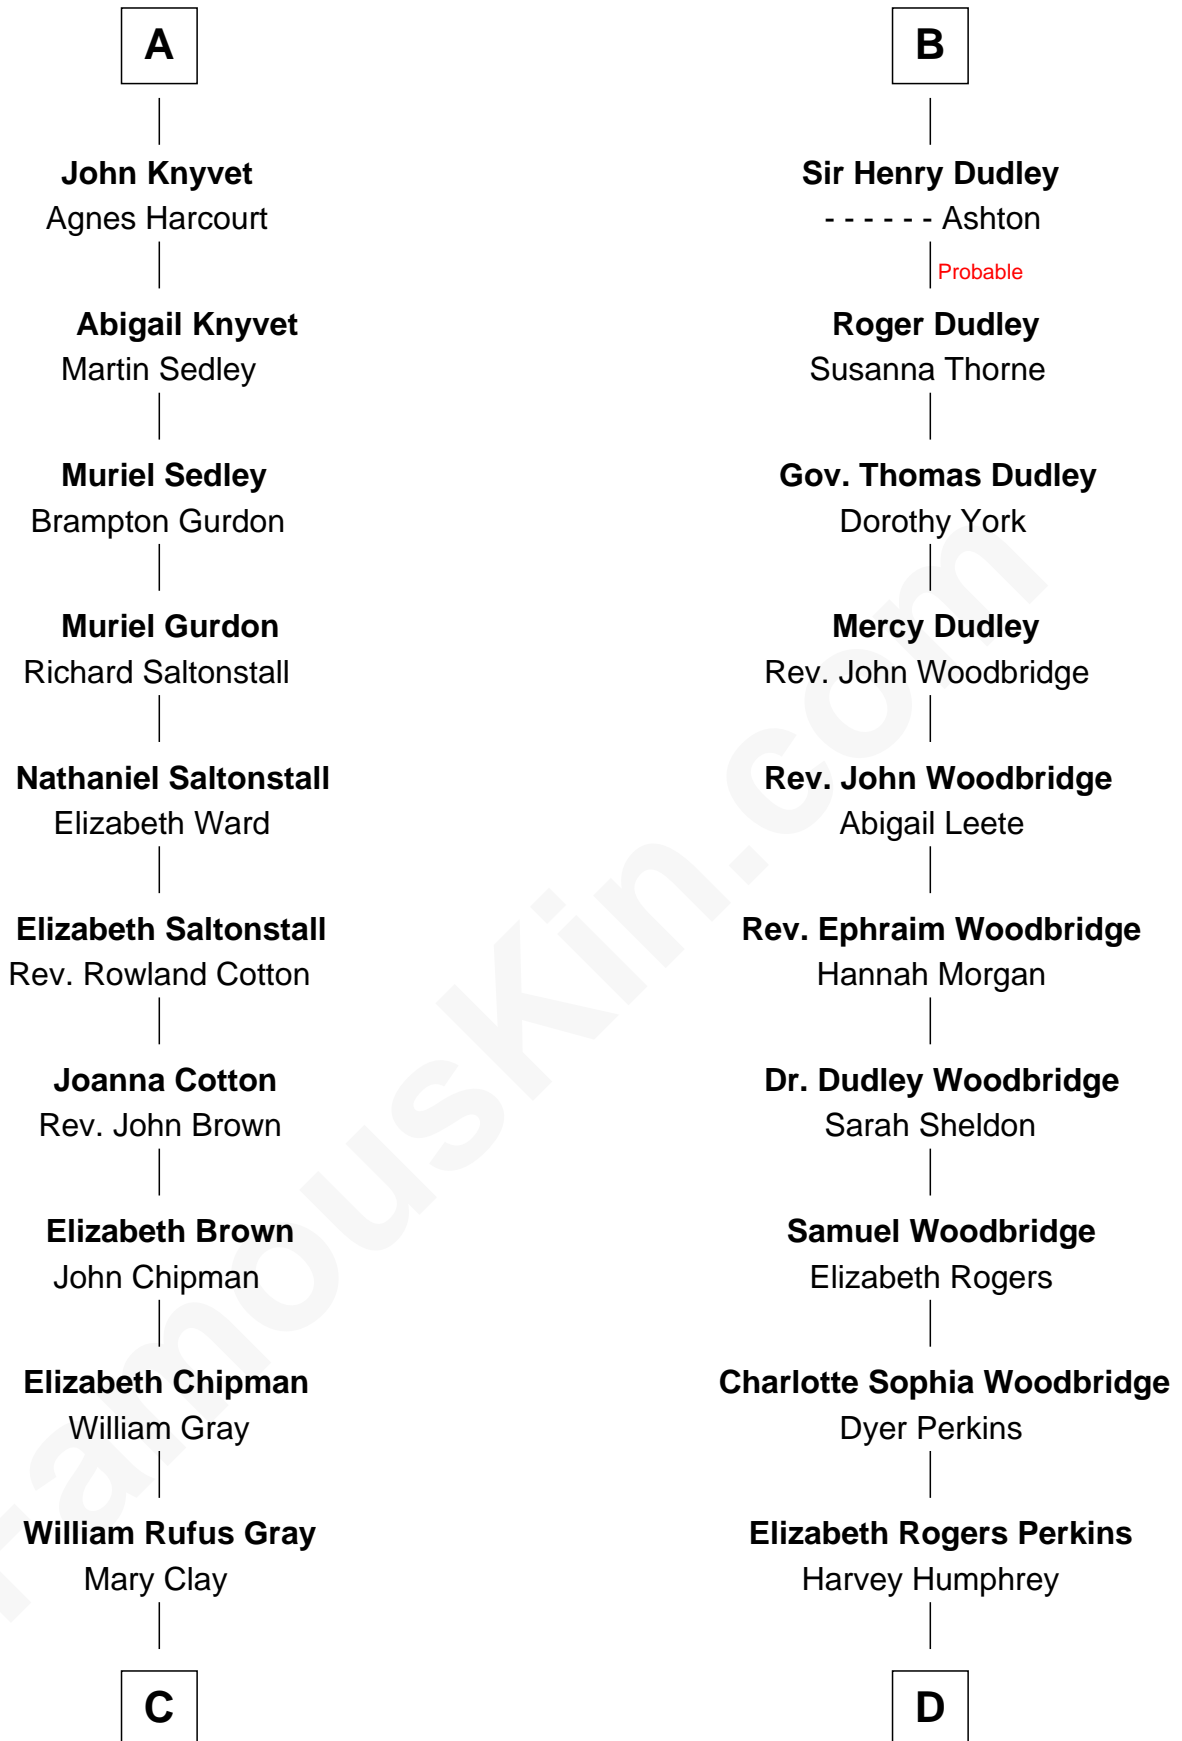 A
John Knyvet
Agnes Harcourt
Abigail Knyvet
Martin Sedley
Muriel Sedley
Brampton Gurdon
Muriel Gurdon
Richard Saltonstall
Nathaniel Saltonstall
Elizabeth Ward
Elizabeth Saltonstall
Rev. Rowland Cotton
Joanna Cotton
Rev. John Brown
Elizabeth Brown
John Chipman
Elizabeth Chipman
William Gray
William Rufus Gray
Mary Clay
C
B
Sir Henry Dudley
- - - - - - Ashton
Probable
Roger Dudley
Susanna Thorne
Gov. Thomas Dudley
Dorothy York
Mercy Dudley
Rev. John Woodbridge
Rev. John Woodbridge
Abigail Leete
Rev. Ephraim Woodbridge
Hannah Morgan
Dr. Dudley Woodbridge
Sarah Sheldon
Samuel Woodbridge
Elizabeth Rogers
Charlotte Sophia Woodbridge
Dyer Perkins
Elizabeth Rogers Perkins
Harvey Humphrey
D
FamousKin.com